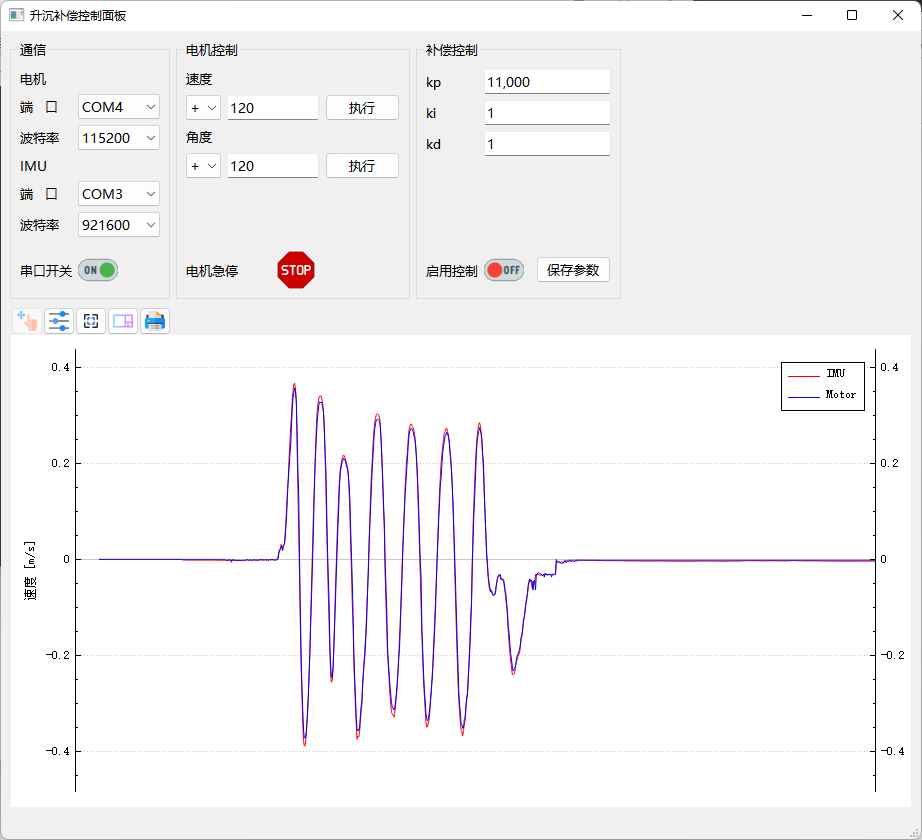 升沉补偿控制面板
通信
电机
端 口 COM4
波特率 115200
IMU
端 口 COM3
波特率 921600
串口开关 ON
电机控制
速度
+ 120 执行
角度
+ 120 执行
电机急停 STOP
补偿控制
kp 11,000
ki 1
kd 1
启用控制 OFF 保存参数
IMU
Motor
速度 [m/s]
0.4
0.2
0
-0.2
-0.4
0.4
0.2
0
-0.2
-0.4